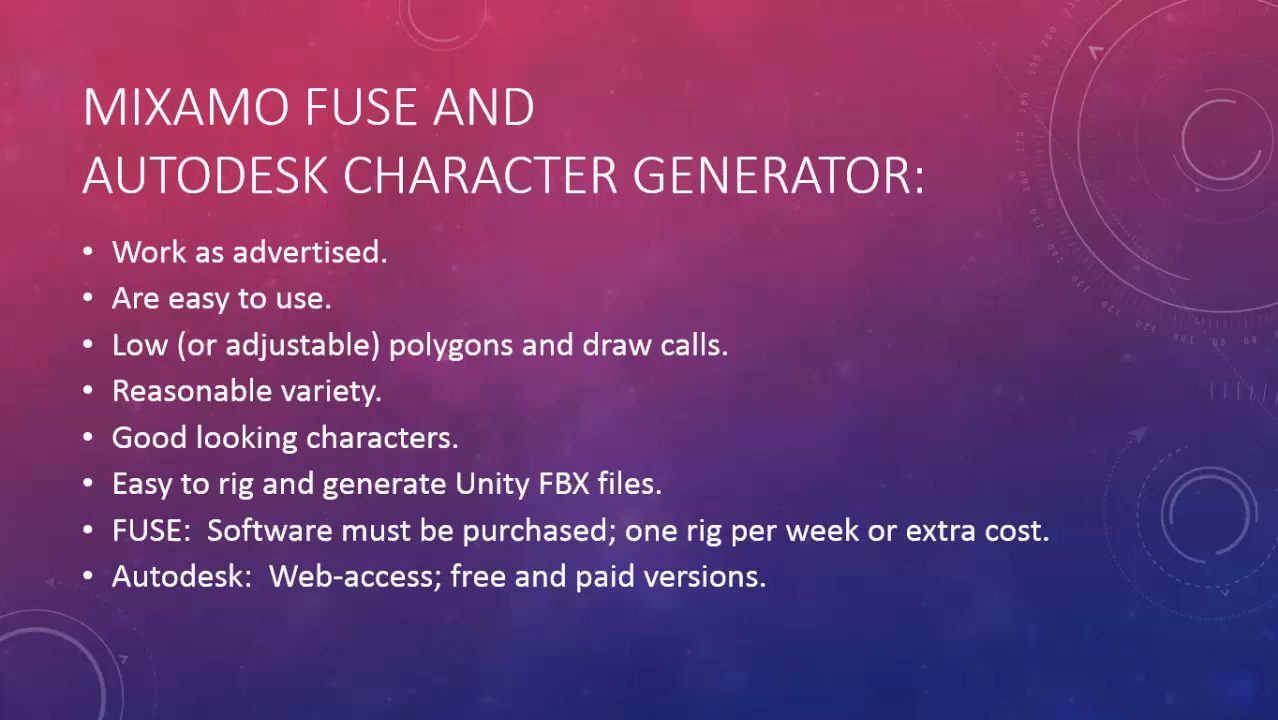 MIXAMO FUSE AND
AUTODESK CHARACTER GENERATOR:
• Work as advertised.
• Are easy to use.
• Low (or adjustable) polygons and draw calls.
• Reasonable variety.
• Good looking characters.
• Easy to rig and generate Unity FBX files.
• FUSE:  Software must be purchased; one rig per week or extra cost.
• Autodesk:  Web-access; free and paid versions.